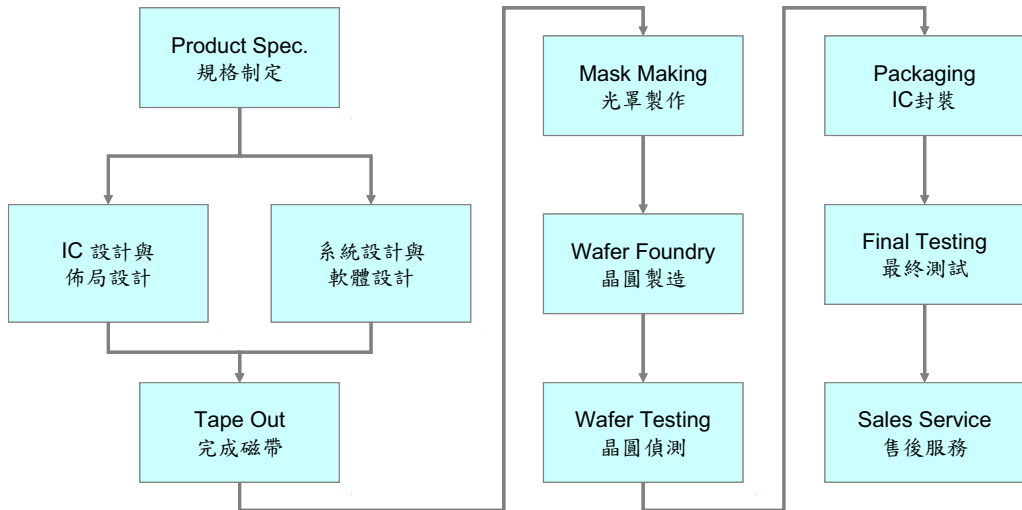 Product Spec.
規格制定
IC 設計與
佈局設計
系統設計與
軟體設計
Tape Out
完成磁帶
Mask Making
光罩製作
Wafer Foundry
晶圓製造
Wafer Testing
晶圓偵測
Packaging
IC封裝
Final Testing
最終測試
Sales Service
售後服務